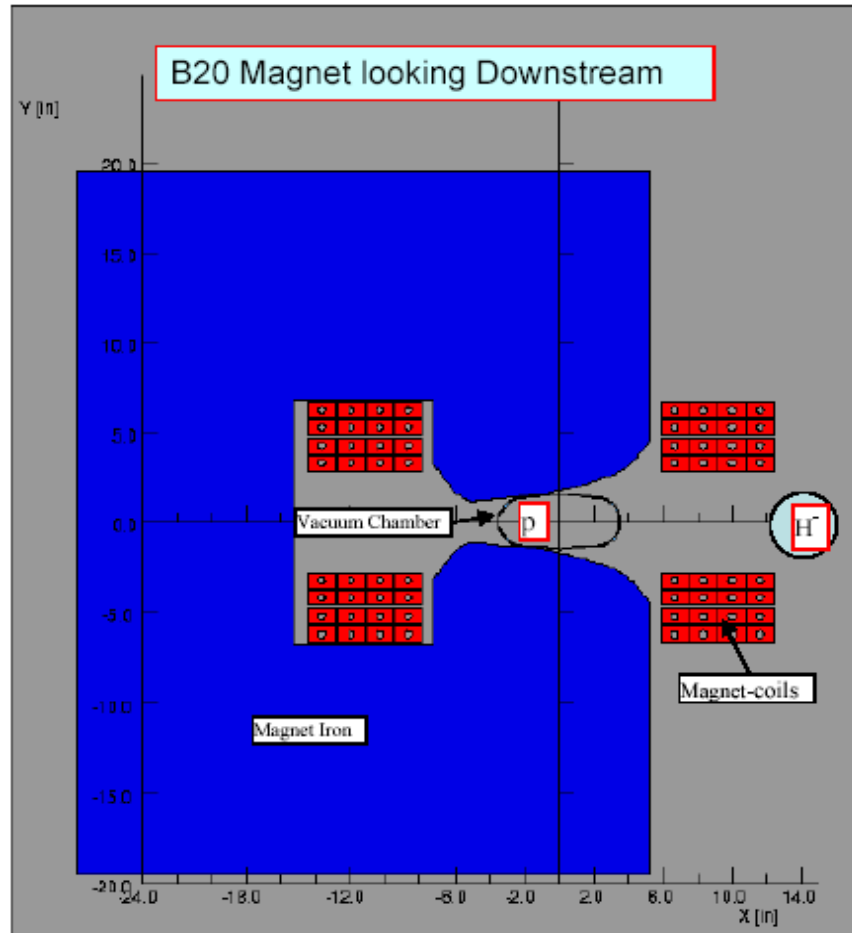 B20 Magnet looking Downstream
Y [in]
20.0
15.0
10.0
5.0
Vacuum Chamber
p
H-
0.0
-5.0
Magnet-coils
-10.0
Magnet Iron
-15.0
-20.0
-24.0 -18.0 -12.0 -6.0 -2.0 2.0 6.0 10.0 14.0
X [in]